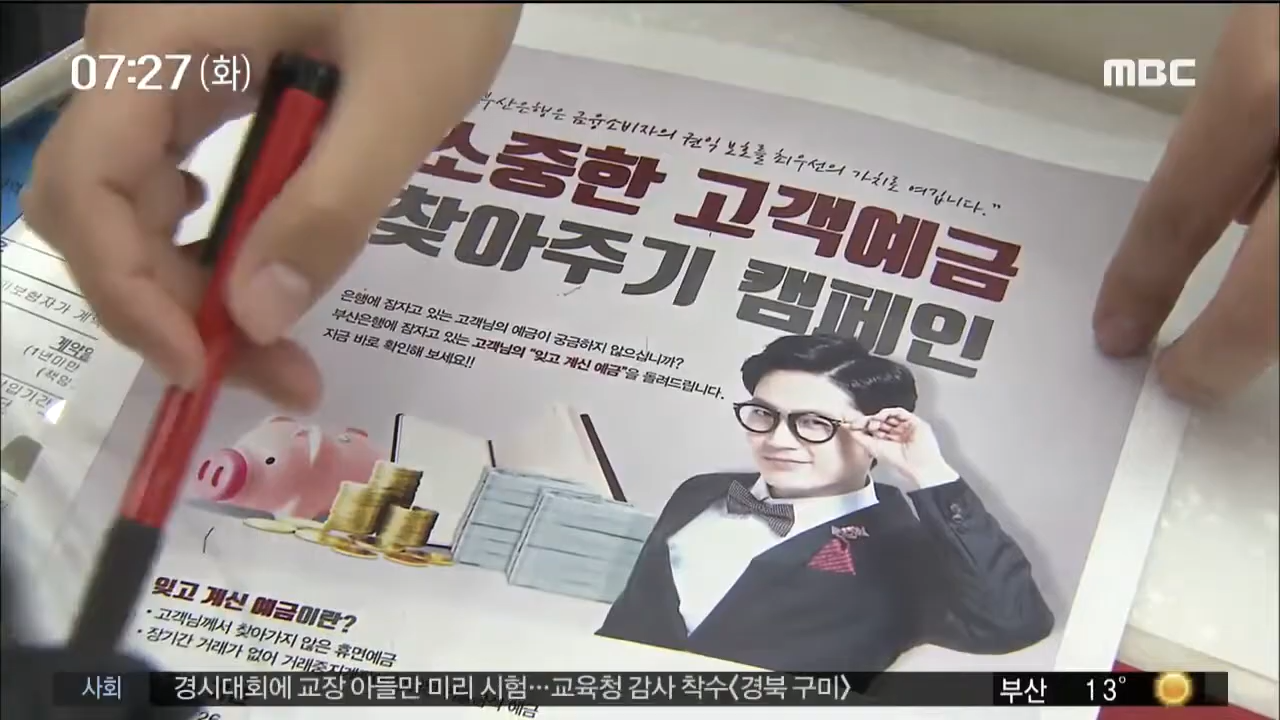 07:27 (화)
MBC
부산은행은 금융소비자의 권익 보호를 최우선의 가치로 여깁니다."
소중한 고객예금
찾아주기 캠페인
은행에 잠자고 있는 고객님의 예금이 궁금하지 않으십니까?
부산은행에 잠자고 있는 고객님의 "잊고 계신 예금"을 돌려드립니다.
지금 바로 확인해 보세요!!
잊고 계신 예금이란?
• 고객님께서 찾아가지 않은 휴면예금
• 장기간 거래가 없어
예금
(1년미만
(책임
사회 경시대회에 교장 아들만 미리 시험…교육청 감사 착수<경북 구미> 부산 13°